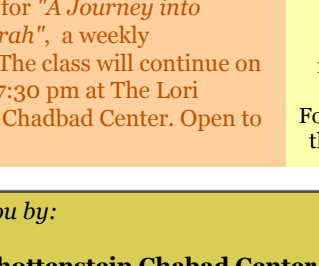 for "A Journey into
rah", a weekly
The class will continue on
7:30 pm at The Lori
Chadbad Center. Open to
Fo
ou by:
hottenstein Chabad Center